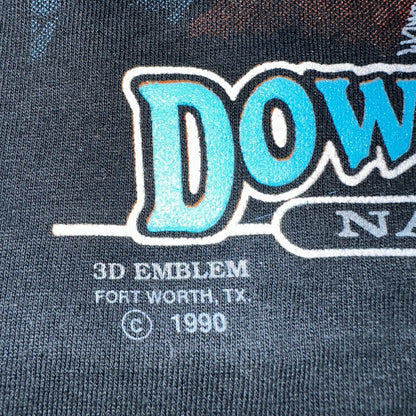 DOW
NA
3D EMBLEM
FORT WORTH, TX.
© 1990